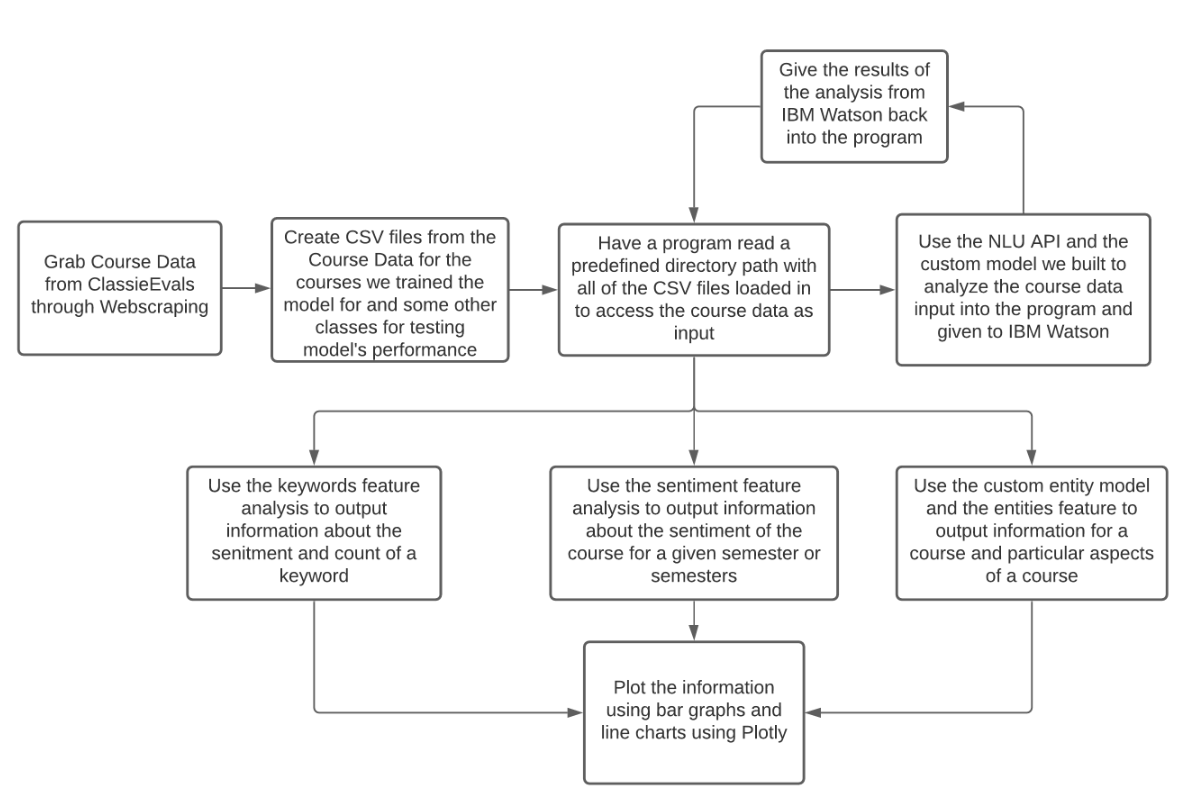 Give the results of
the analysis from
IBM Watson back
into the program
Grab Course Data
from ClassieEvals
through Webscraping
Create CSV files from the
Course Data for the
courses we trained the
model for and some other
classes for testing
model's performance
Have a program read a
predefined directory path with
all of the CSV files loaded in
to access the course data as
input
Use the NLU API and the
custom model we built to
analyze the course data
input into the program and
given to IBM Watson
Use the keywords feature
analysis to output
information about the
senitment and count of a
keyword
Use the sentiment feature
analysis to output information
about the sentiment of the
course for a given semester or
semesters
Use the custom entity model
and the entities feature to
output information for a
course and particular aspects
of a course
Plot the information
using bar graphs and
line charts using Plotly